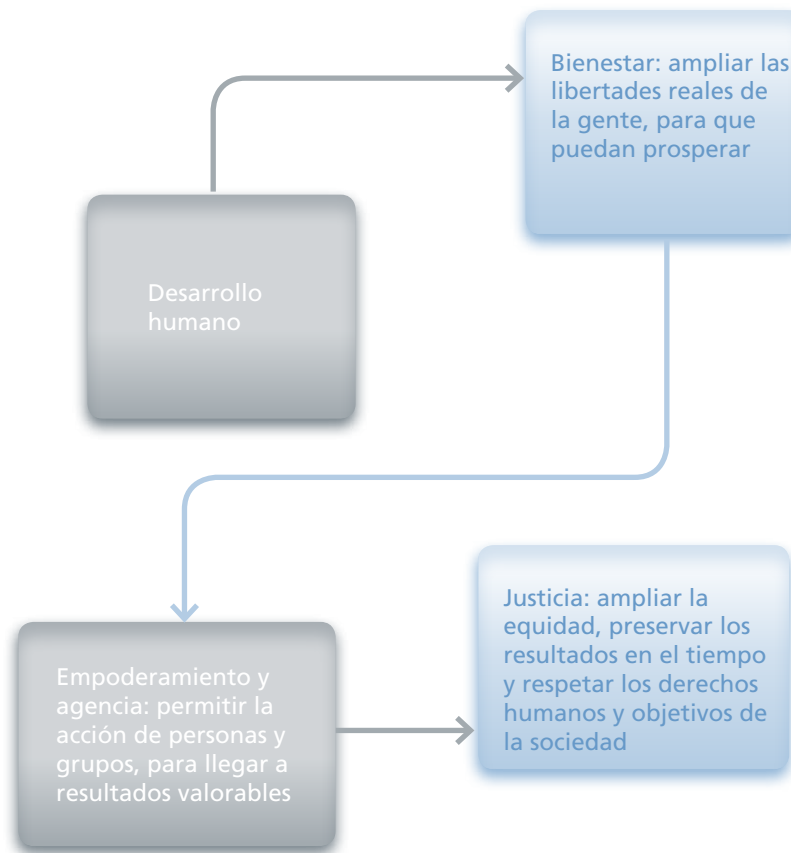 Desarrollo
humano
Bienestar: ampliar las
libertades reales de
la gente, para que
puedan prosperar
Empoderamiento y
agencia: permitir la
acción de personas y
grupos, para llegar a
resultados valorables
Justicia: ampliar la
equidad, preservar los
resultados en el tiempo
y respetar los derechos
humanos y objetivos de
la sociedad